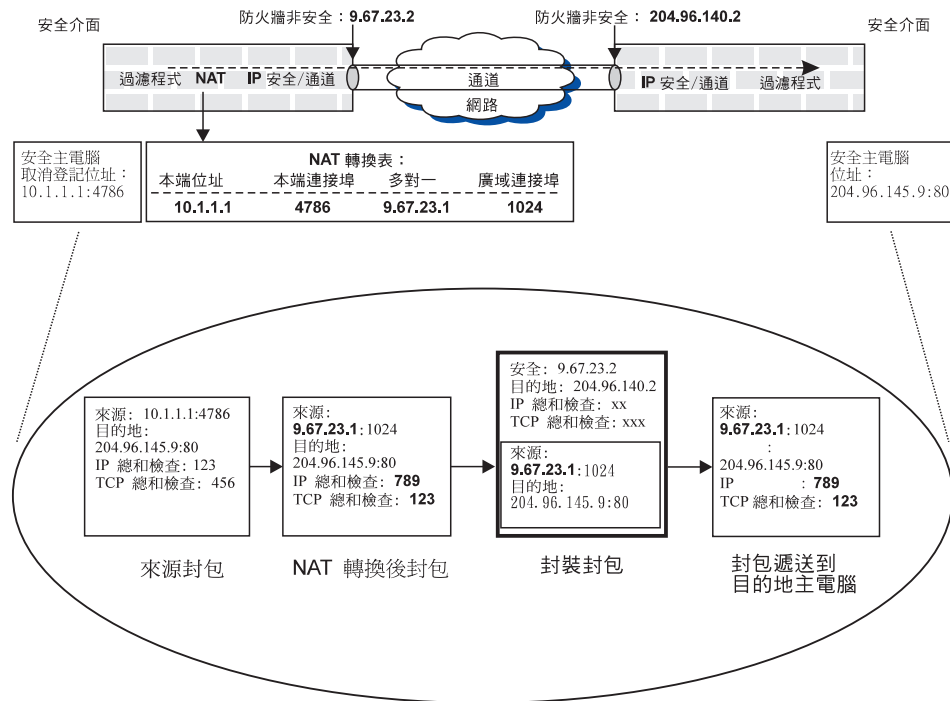 安全介面
防火牆非安全：9.67.23.2
防火牆非安全：204.96.140.2
安全介面
過濾程式 NAT IP 安全/通道
通道
網路
IP 安全/通道 過濾程式
安全主電腦
取消登記位址：
10.1.1.1:4786
NAT 轉換表：
本端位址 本端連接埠 多對一 廣域連接埠
10.1.1.1 4786 9.67.23.1 1024
安全主電腦
位址：
204.96.145.9:80
來源: 10.1.1.1:4786
目的地:
204.96.145.9:80
IP 總和檢查: 123
TCP 總和檢查: 456
來源封包
來源:
9.67.23.1:1024
目的地:
204.96.145.9:80
IP 總和檢查: 789
TCP 總和檢查: 123
NAT 轉換後封包
安全: 9.67.23.2
目的地: 204.96.140.2
IP 總和檢查: xx
TCP 總和檢查: xxx
來源:
9.67.23.1:1024
目的地:
204.96.145.9:80
封裝封包
來源:
9.67.23.1:1024
:
204.96.145.9:80
IP : 789
TCP 總和檢查: 123
封包遞送到
目的地主電腦